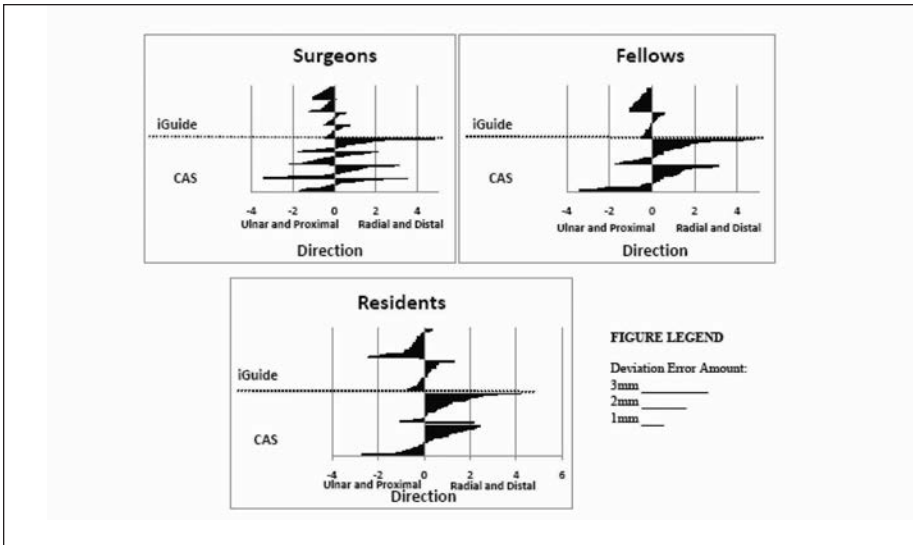 Surgeons
iGuide
CAS
-4 -2 0 2 4
Ulnar and Proximal Radial and Distal
Direction
Fellows
iGuide
CAS
-4 -2 0 2 4
Ulnar and Proximal Radial and Distal
Direction
Residents
iGuide
CAS
-4 -2 0 2 4 6
Ulnar and Proximal Radial and Distal
Direction
FIGURE LEGEND
Deviation Error Amount:
3mm
2mm
1mm